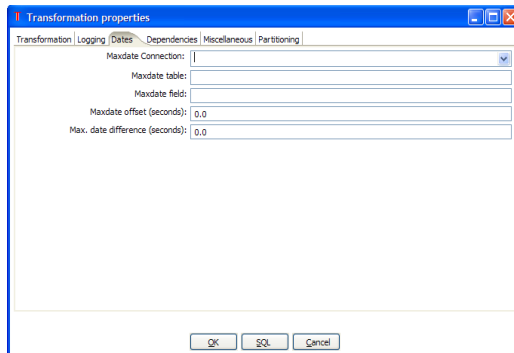 Transformation properties
Transformation Logging Dates Dependencies Miscellaneous Partitioning
Maxdate Connection:
Maxdate table:
Maxdate field:
Maxdate offset (seconds): 0.0
Max. date difference (seconds): 0.0
OK SQL Cancel